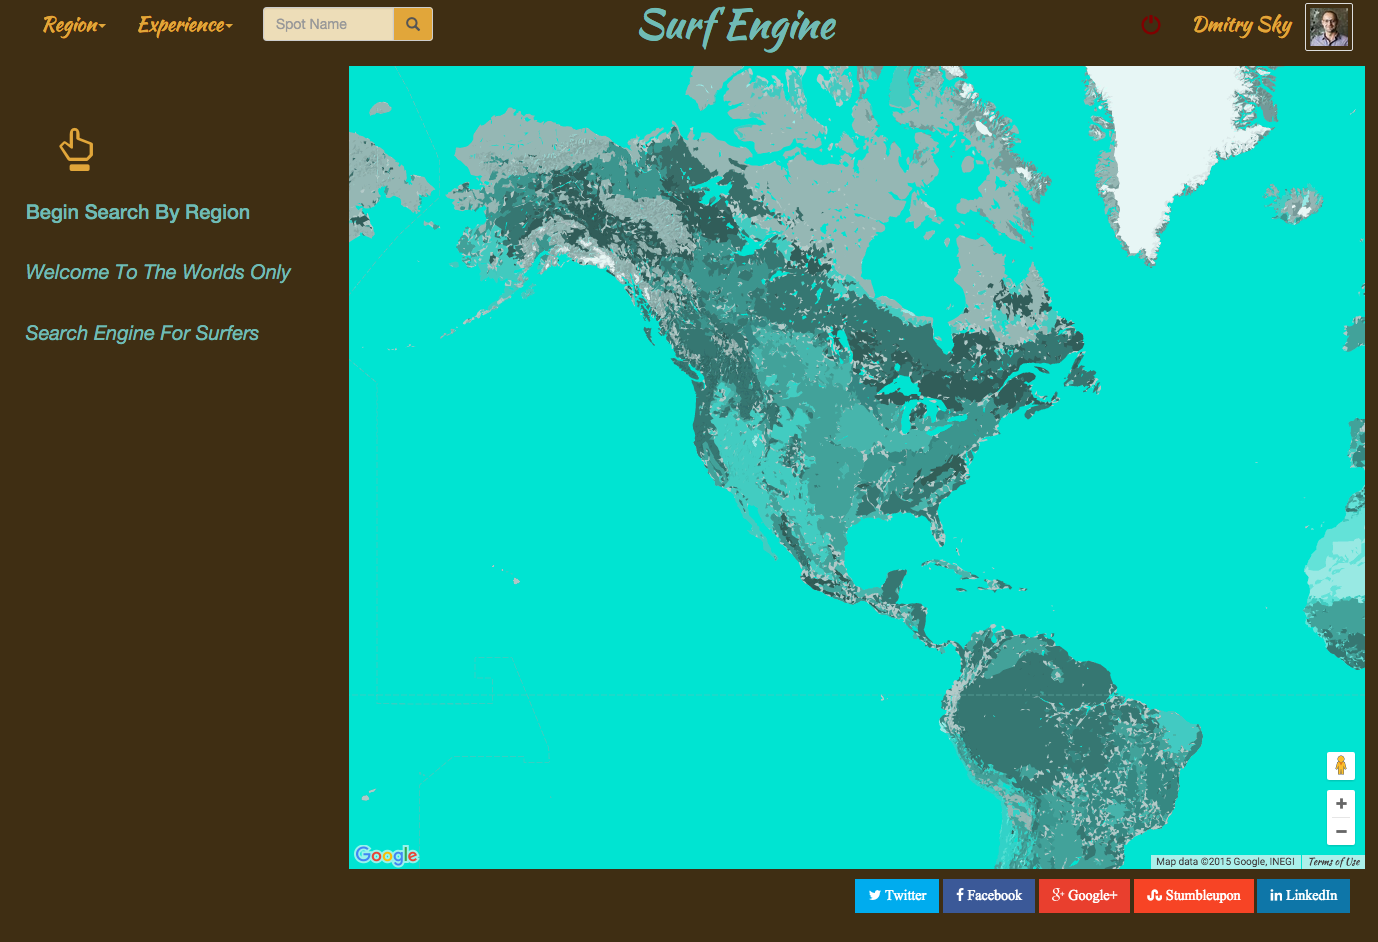 Region
Experience
Spot Name
Surf Engine
Dmitry Sky
Begin Search By Region
Welcome To The Worlds Only
Search Engine For Surfers
Google
Map data ©2015 Google, INEGI
Terms of Use
Twitter
Facebook
Google+
Stumbleupon
LinkedIn